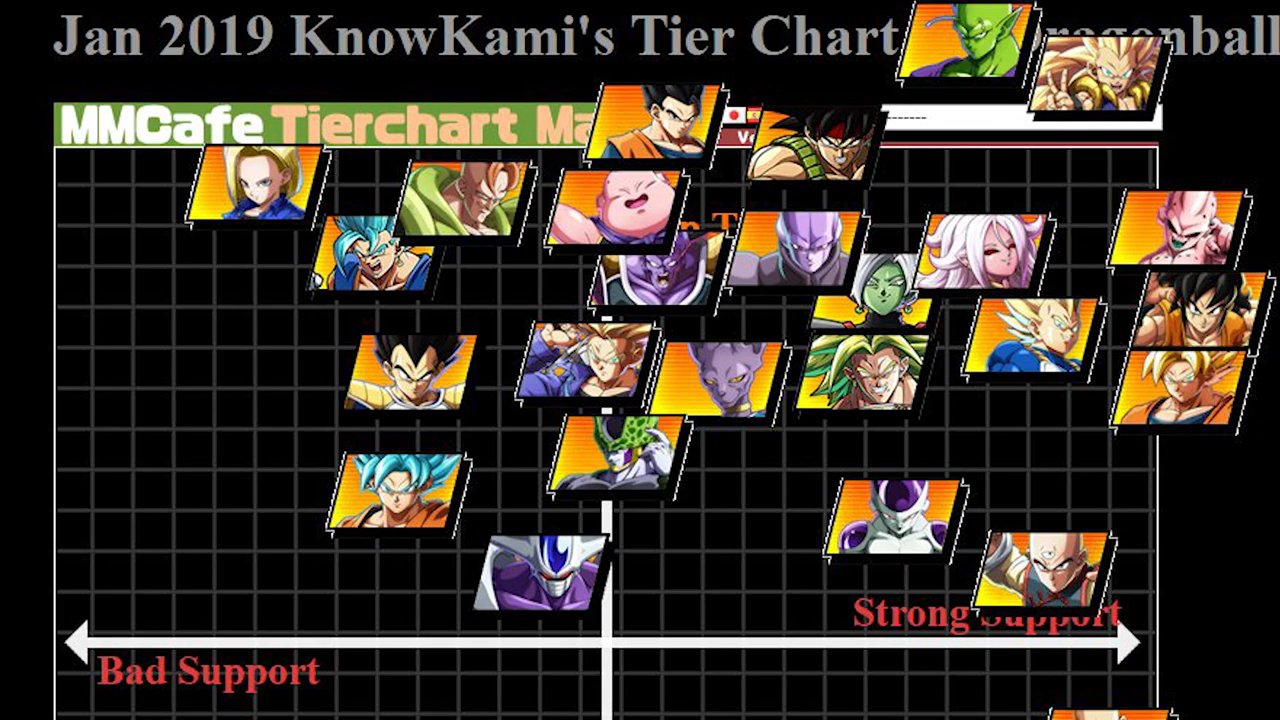 Jan 2019 KnowKami's Tier Chart
MMCafe Tierchart
Strong Support
Bad Support